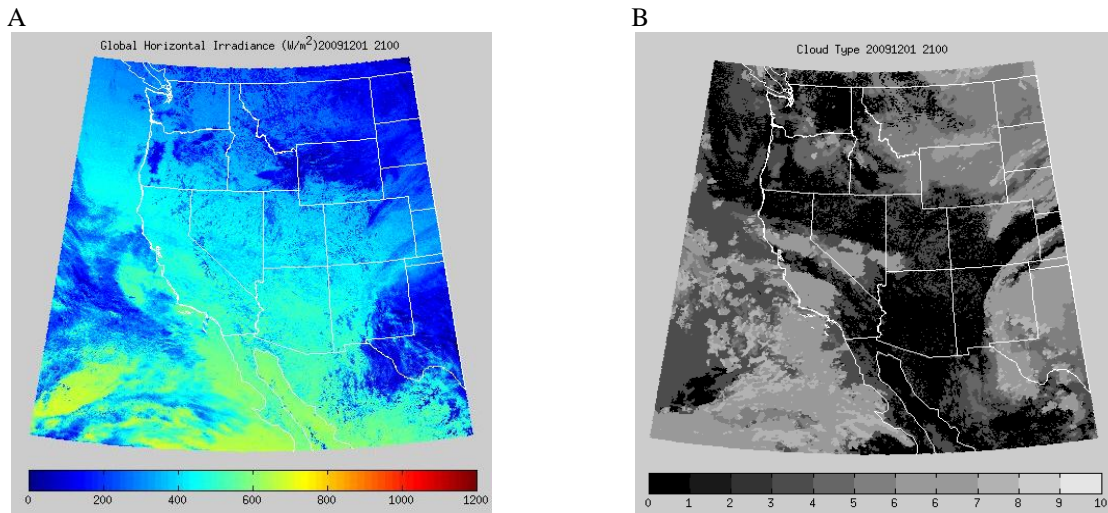 A
Global Horizontal Irradiance (W/m²)20091201 2100
0 200 400 600 800 1000 1200
B
Cloud Type 20091201 2100
0 1 2 3 4 5 6 7 8 9 10